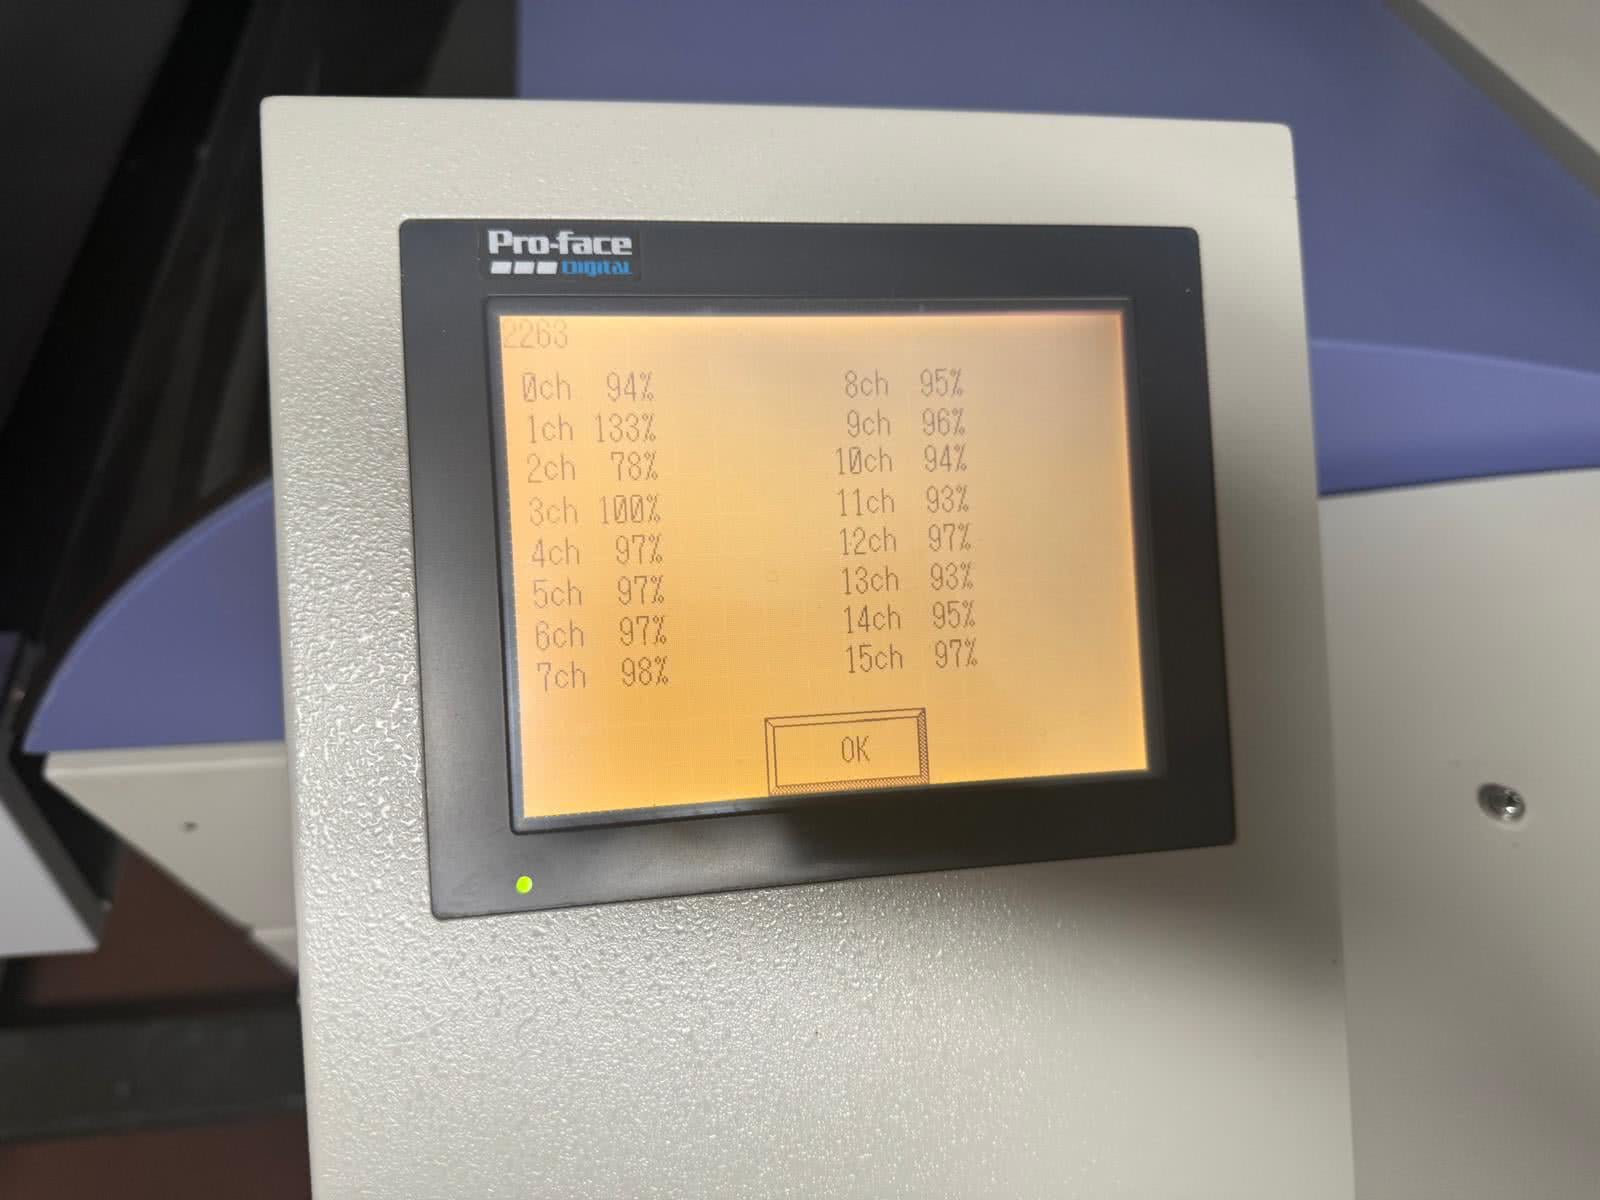 Pro-face
Digital
2263
0ch 94%
1ch 133%
2ch 78%
3ch 100%
4ch 97%
5ch 97%
6ch 97%
7ch 98%
8ch 95%
9ch 96%
10ch 94%
11ch 93%
12ch 97%
13ch 93%
14ch 95%
15ch 97%
OK